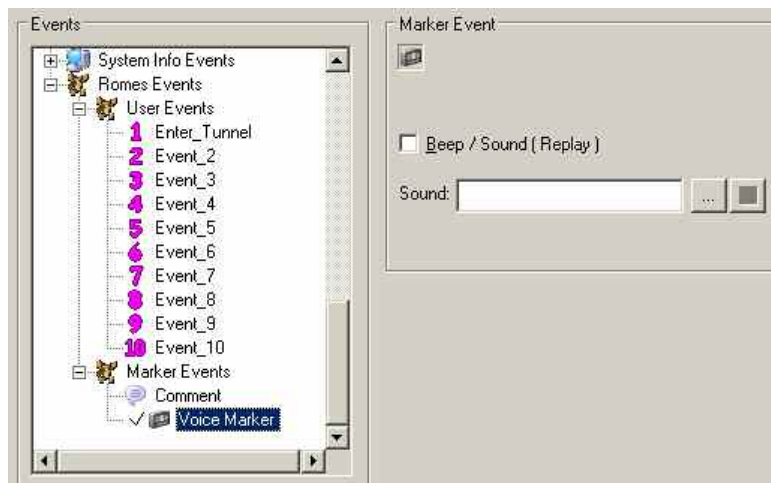 Events
System Info Events
Romes Events
User Events
1 Enter_Tunnel
2 Event_2
3 Event_3
4 Event_4
5 Event_5
6 Event_6
7 Event_7
8 Event_8
9 Event_9
10 Event_10
Marker Events
Comment
Voice Marker
Marker Event
Beep / Sound ( Replay )
Sound:
...